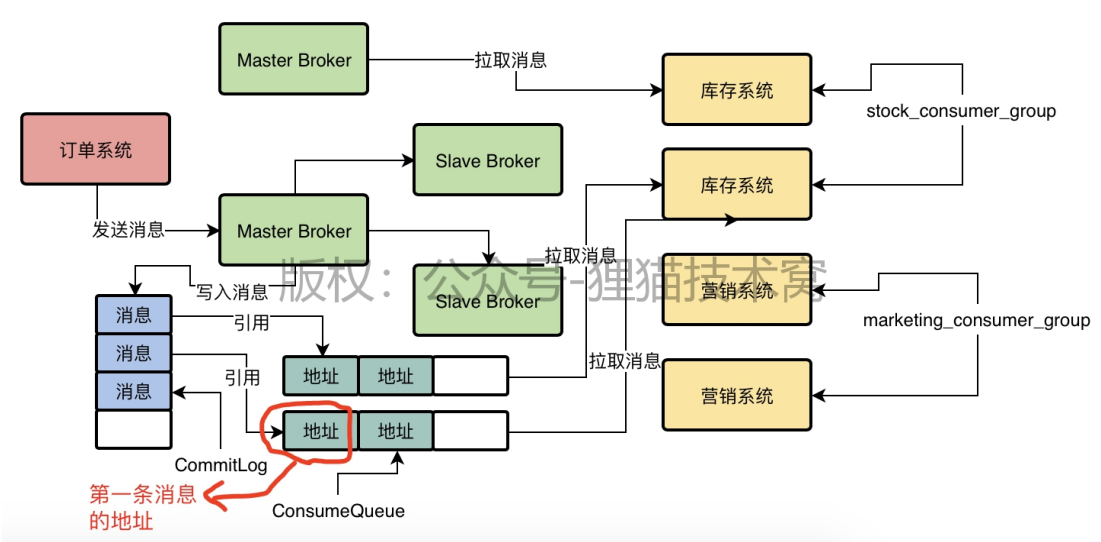 Master Broker
拉取消息
库存系统
stock_consumer_group
订单系统
Slave Broker
库存系统
发送消息
Master Broker
拉取消息
版权：公众号-狸猫技术窝
写入消息
Slave Broker
营销系统
marketing_consumer_group
消息
引用
消息
引用
地址
地址
拉取消息
消息
营销系统
地址
地址
CommitLog
第一条消息
的地址
ConsumeQueue